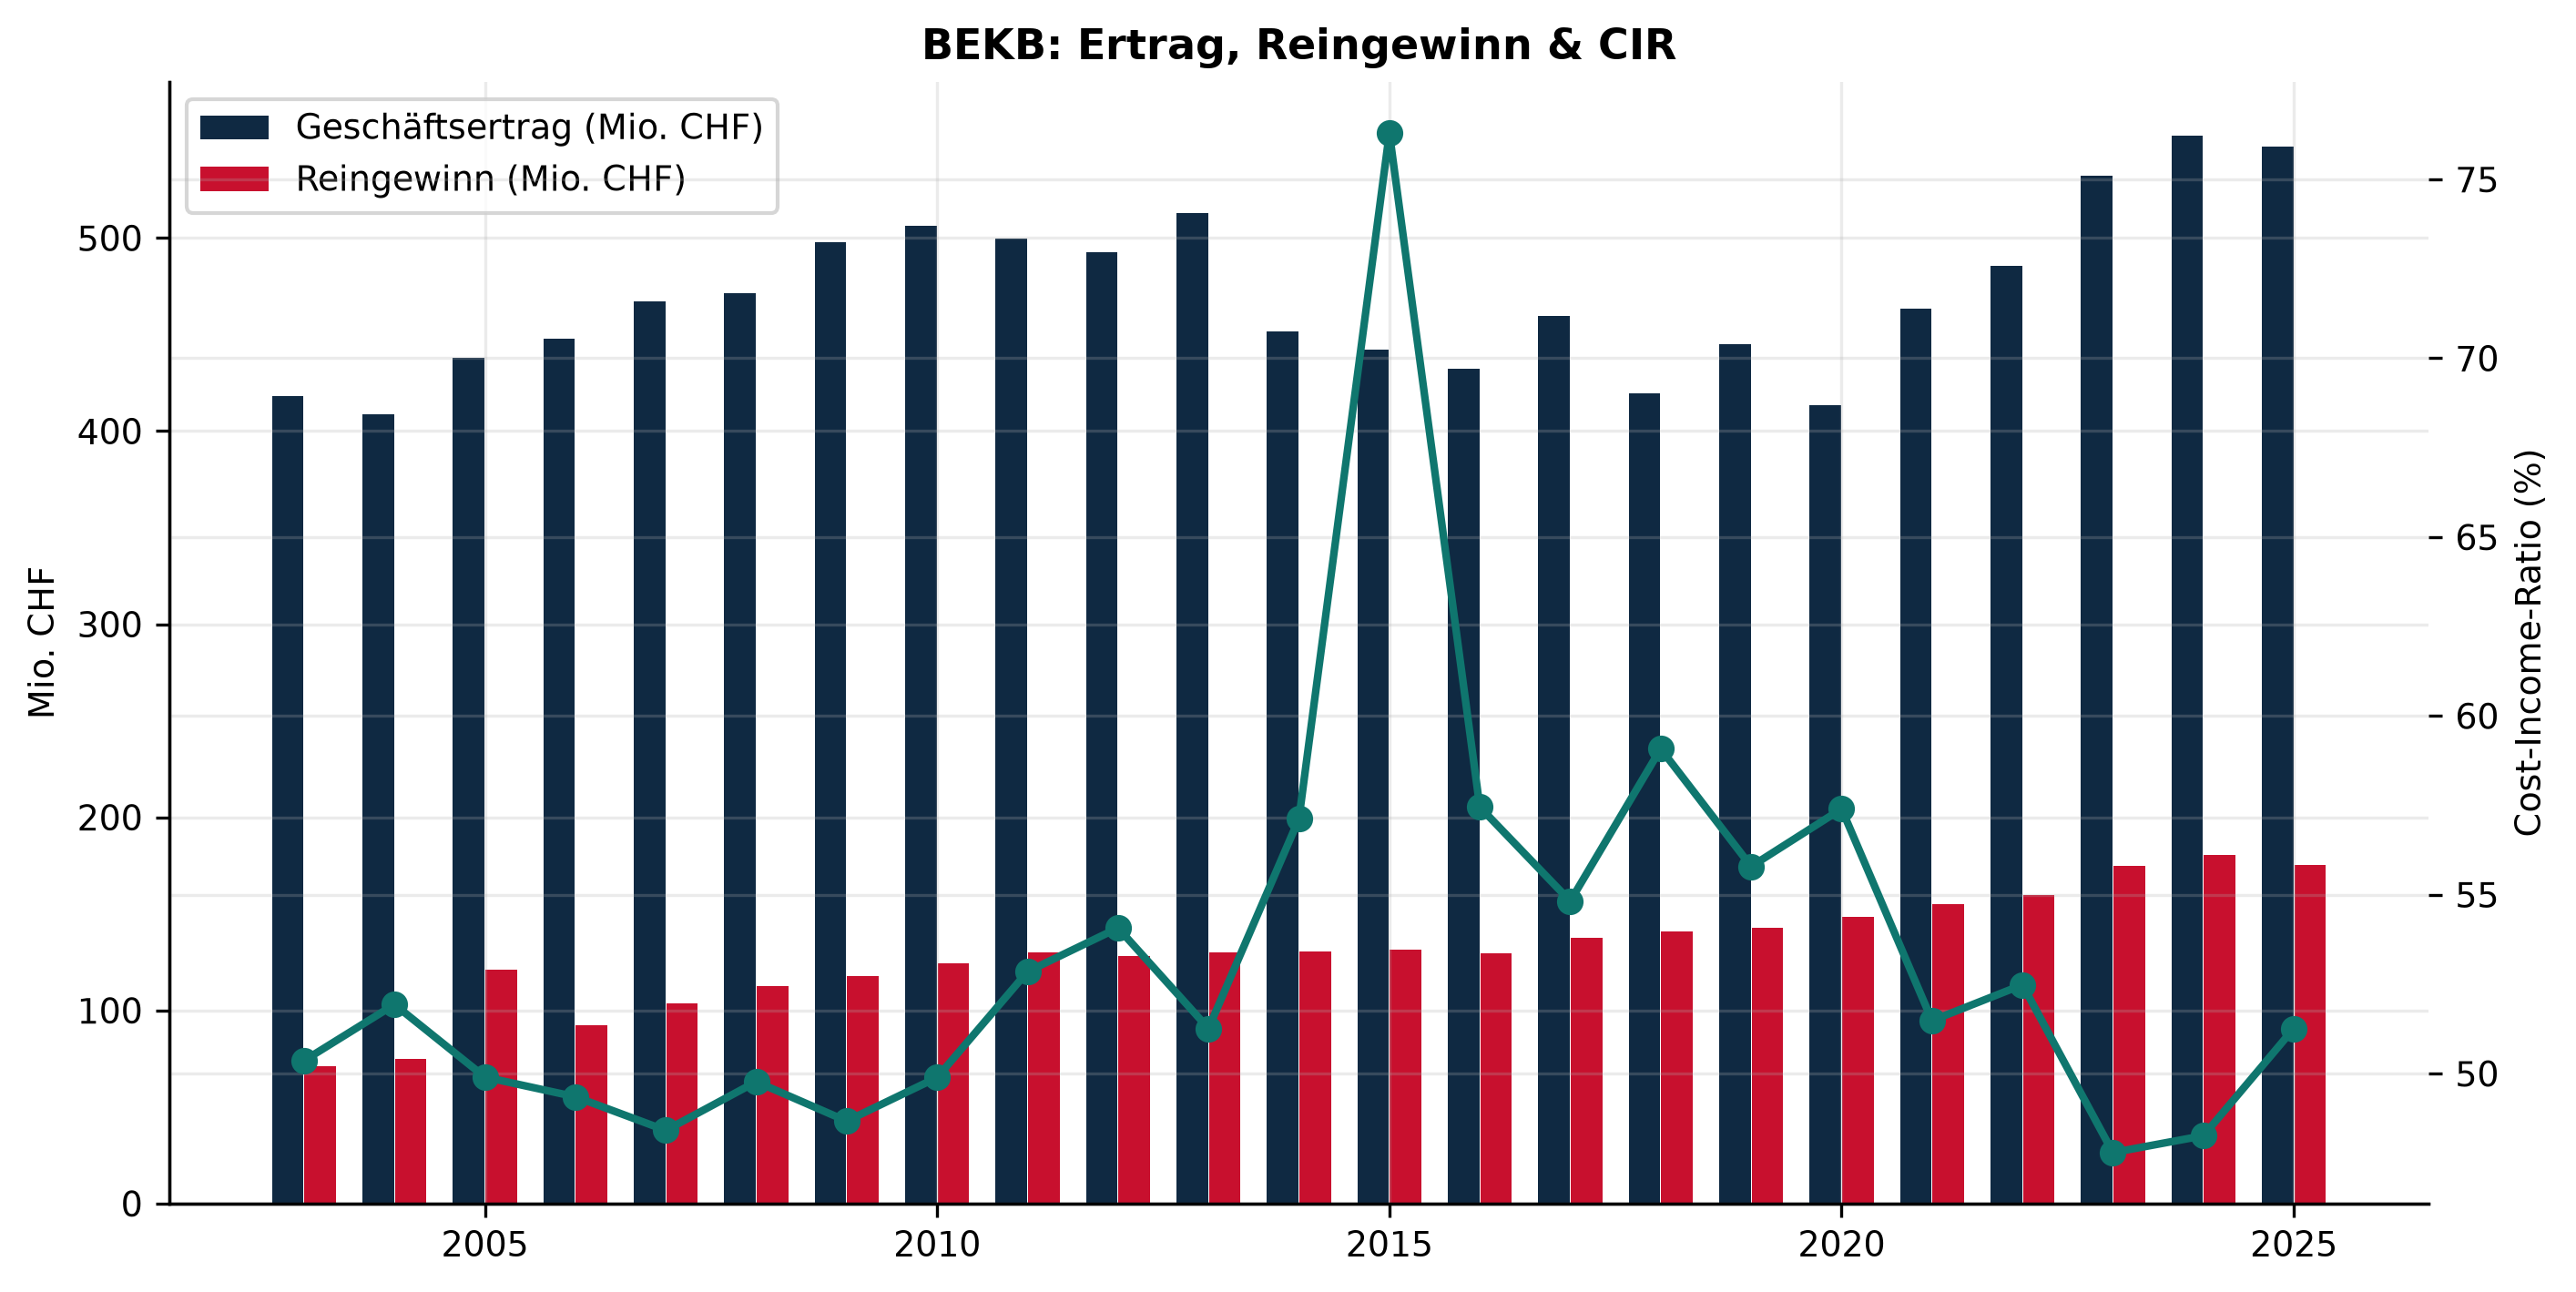 BEKB: Ertrag, Reingewinn & CIR
Geschäftsertrag (Mio. CHF)
Reingewinn (Mio. CHF)
Mio. CHF
500
400
300
200
100
0
75
70
65
60
55
50
Cost-Income-Ratio (%)
2005 2010 2015 2020 2025